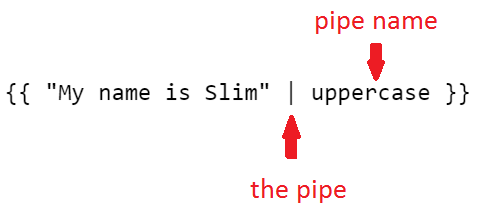 pipe name
{{ "My name is Slim" | uppercase }}
the pipe